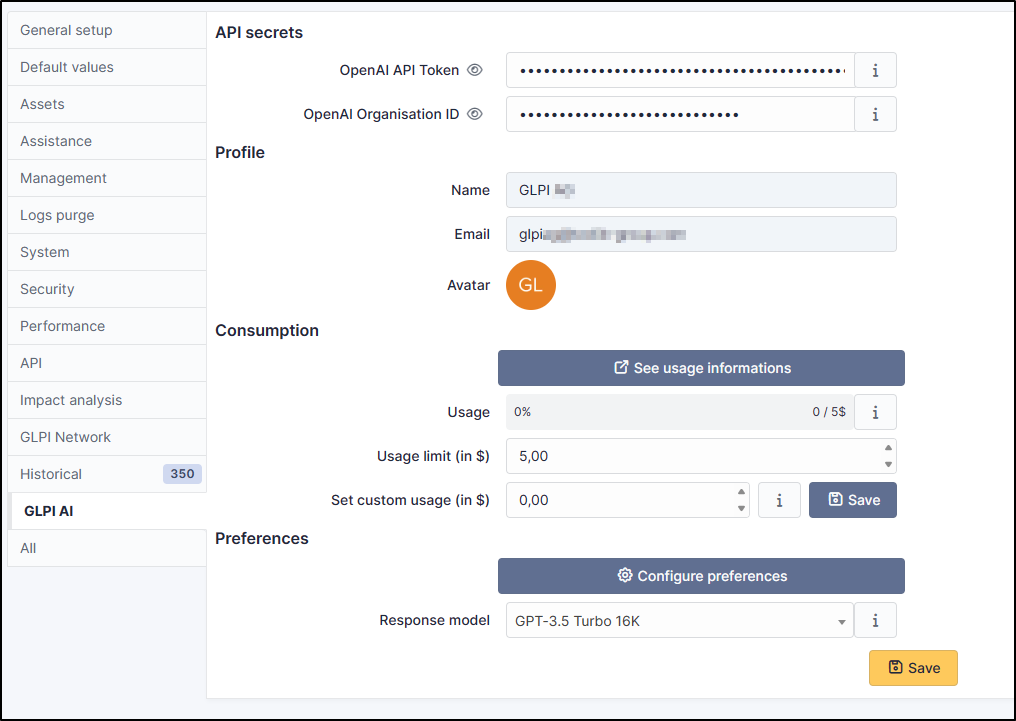 General setup
Default values
Assets
Assistance
Management
Logs purge
System
Security
Performance
API
Impact analysis
GLPI Network
Historical 350
GLPI AI
All
API secrets
OpenAI API Token
i
OpenAI Organisation ID
i
Profile
Name GLPI
Email glpi
Avatar GL
Consumption
See usage informations
Usage 0% 0 / 5$ i
Usage limit (in $) 5,00
Set custom usage (in $) 0,00 i Save
Preferences
Configure preferences
Response model GPT-3.5 Turbo 16K i
Save